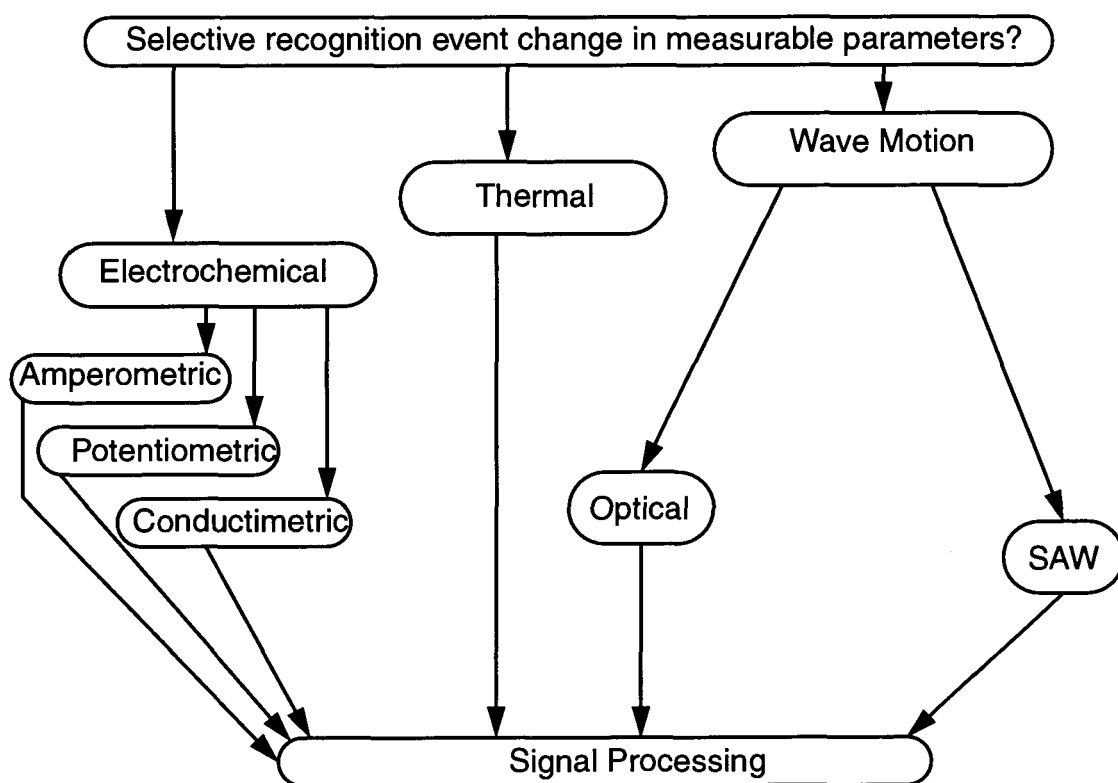 Selective recognition event change in measurable parameters?
Wave Motion
Thermal
Electrochemical
Amperometric
Potentiometric
Conductimetric
Optical
SAW
Signal Processing